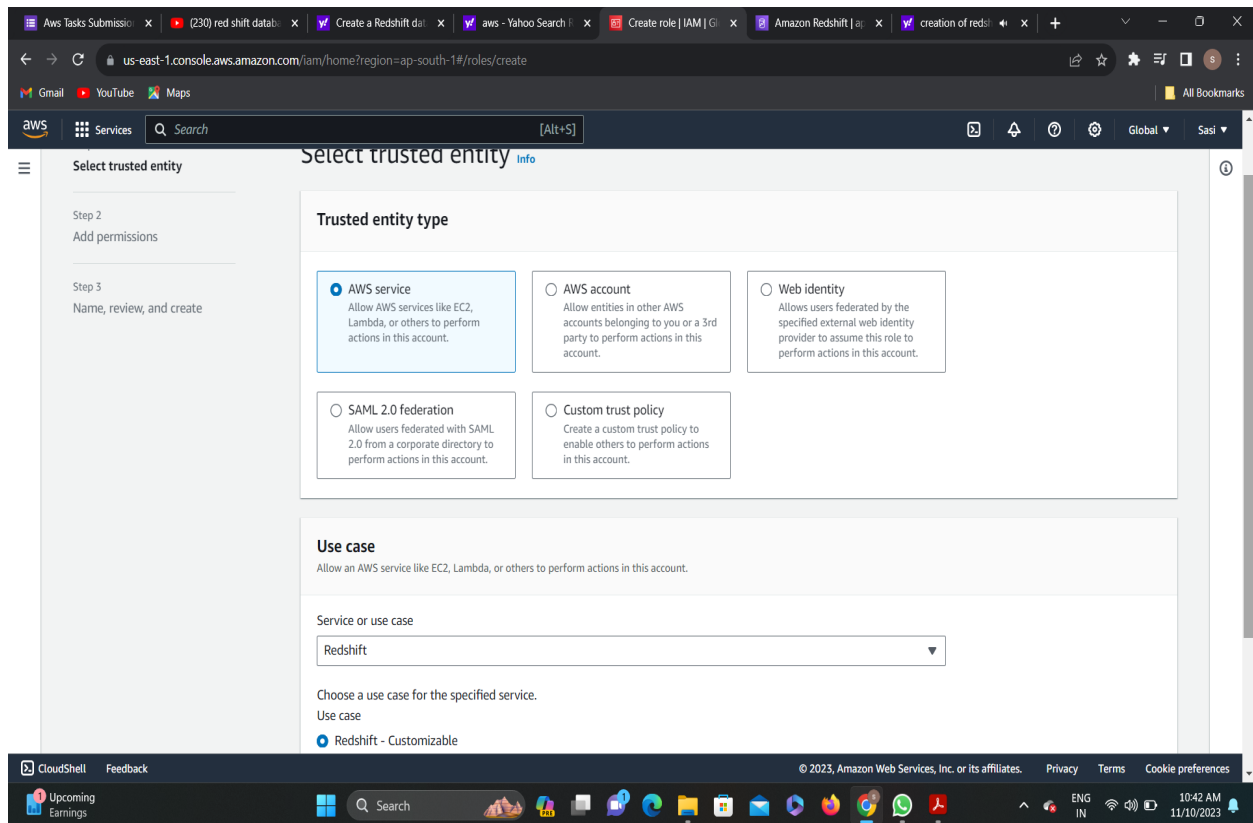 Aws Tasks Submission
(230) red shift databa
Create a Redshift dat
aws - Yahoo Search R
Create role | IAM | Gl
Amazon Redshift | ap
creation of redsh
us-east-1.console.aws.amazon.com/iam/home?region=ap-south-1#/roles/create
S
Gmail
YouTube
Maps
All Bookmarks
aws
Services
Search
[Alt+S]
Global
Sasi
Select trusted entity
Step 2
Add permissions
Step 3
Name, review, and create
Select trusted entity Info
Trusted entity type
AWS service
Allow AWS services like EC2,
Lambda, or others to perform
actions in this account.
AWS account
Allow entities in other AWS
accounts belonging to you or a 3rd
party to perform actions in this
account.
Web identity
Allows users federated by the
specified external web identity
provider to assume this role to
perform actions in this account.
SAML 2.0 federation
Allow users federated with SAML
2.0 from a corporate directory to
perform actions in this account.
Custom trust policy
Create a custom trust policy to
enable others to perform actions
in this account.
Use case
Allow an AWS service like EC2, Lambda, or others to perform actions in this account.
Service or use case
Redshift
Choose a use case for the specified service.
Use case
Redshift - Customizable
CloudShell
Feedback
© 2023, Amazon Web Services, Inc. or its affiliates.
Privacy
Terms
Cookie preferences
1
Upcoming
Earnings
Search
PRE
1
ENG
IN
10:42 AM
11/10/2023